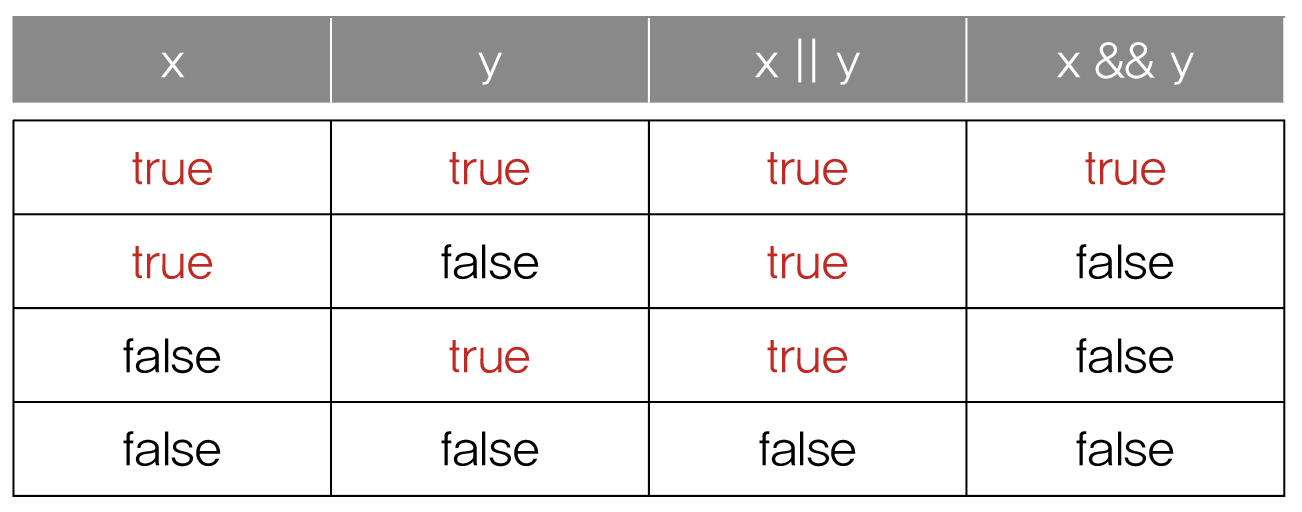 x y x || y x && y
true true true true
true false true false
false true true false
false false false false